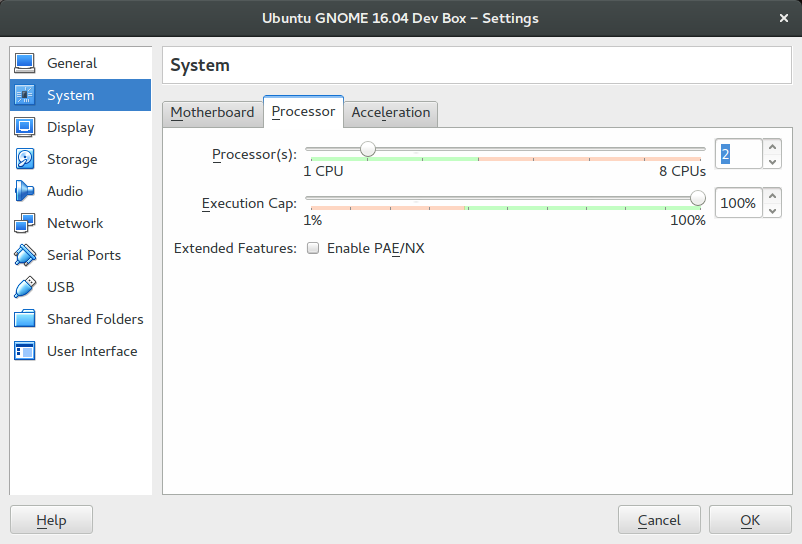 Ubuntu GNOME 16.04 Dev Box – Settings
General
System
Display
Storage
Audio
Network
Serial Ports
USB
Shared Folders
User Interface
System
Motherboard Processor Acceleration
Processor(s): 2
1 CPU 8 CPUs
Execution Cap: 100%
1% 100%
Extended Features: Enable PAE/NX
Help Cancel OK